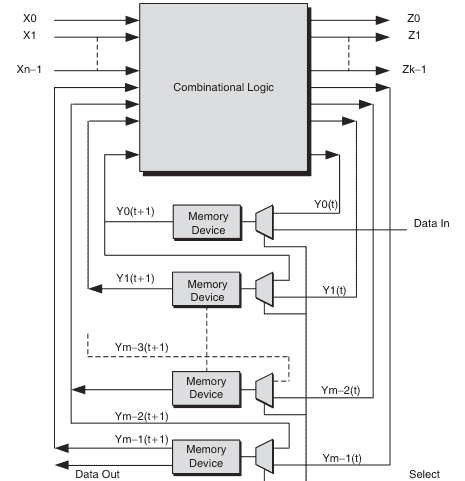 X0
Z0
X1
Z1
Xn−1
Zk−1
Combinational Logic
Y0(t+1)
Memory
Device
Y0(t)
Data In
Y1(t+1)
Memory
Device
Y1(t)
Ym−3(t+1)
Memory
Device
Ym−2(t)
Ym−2(t+1)
Ym−1(t+1)
Memory
Device
Ym−1(t)
Data Out
Select